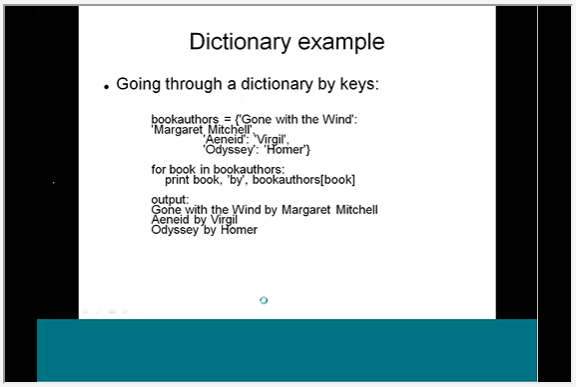 Dictionary example
• Going through a dictionary by keys:
bookauthors = {'Gone with the Wind':
'Margaret Mitchell',
'Aeneid': 'Virgil',
'Odyssey': 'Homer'}
for book in bookauthors:
print book, 'by', bookauthors[book]
output:
Gone with the Wind by Margaret Mitchell
Aeneid by Virgil
Odyssey by Homer